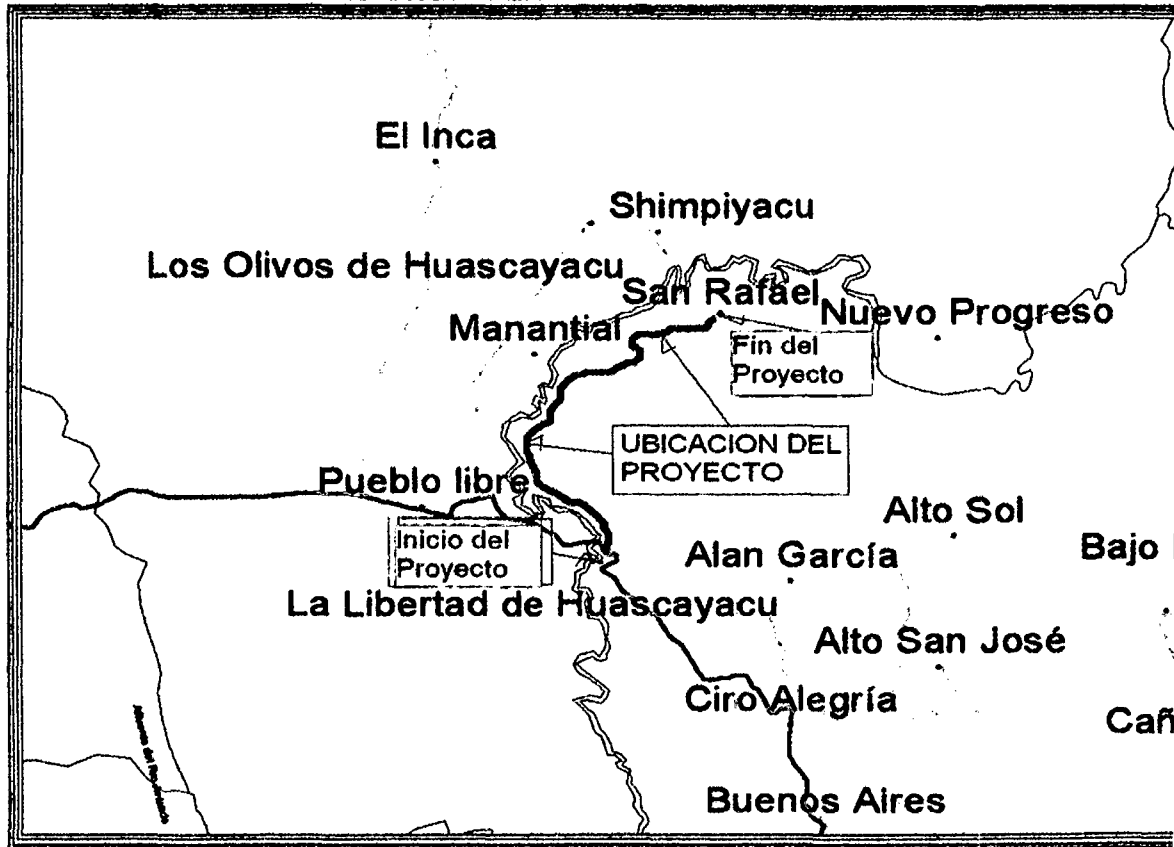 El Inca
Shimpiyacu
Los Olivos de Huascayacu
San Rafael
Nuevo Progreso
Manantial
Fin del
Proyecto
UBICACION DEL
PROYECTO
Pueblo libre
Alto Sol
Inicio del
Proyecto
Alan García
Bajo
La Libertad de Huascayacu
Alto San José
Ciro Alegría
Cañ
Buenos Aires